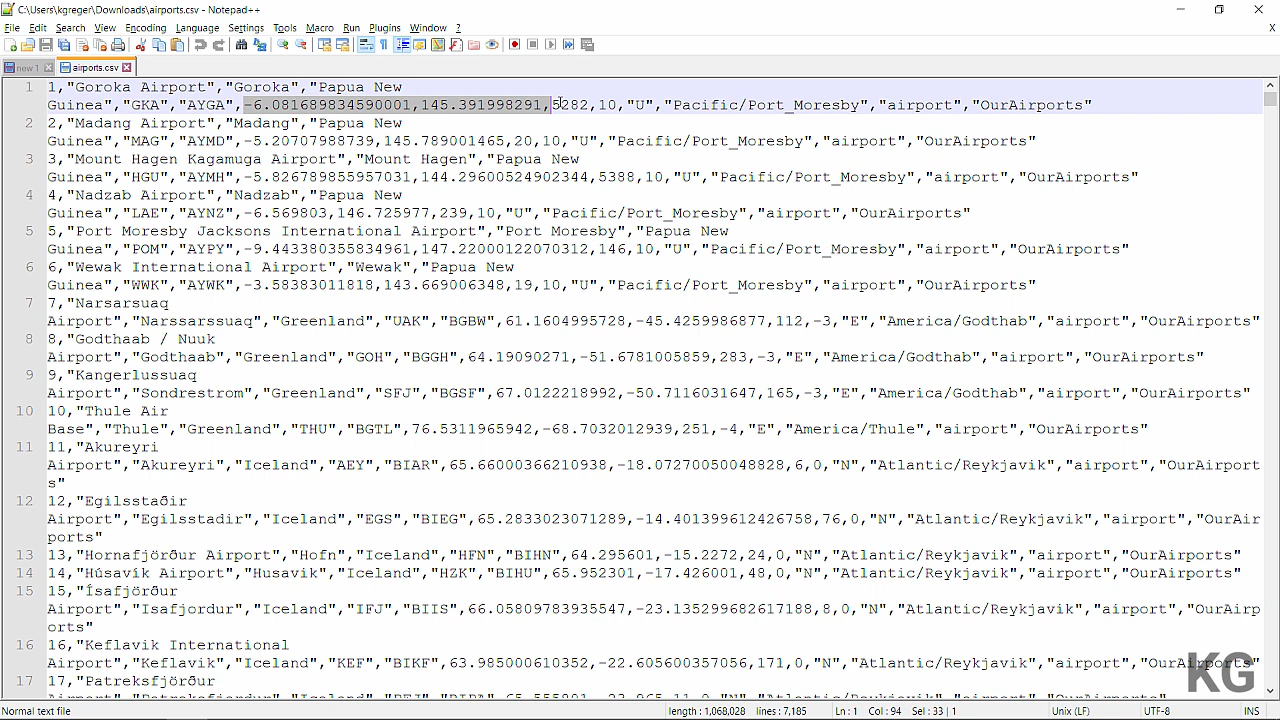 C:\Users\kgreger\Downloads\airports.csv - Notepad++
File Edit Search View Encoding Language Settings Tools Macro Run Plugins Window ? X
new 1 airports.csv
1 1,"Goroka Airport","Goroka","Papua New
Guinea","GKA","AYGA",-6.081689834590001,145.391998291,5282,10,"U","Pacific/Port_Moresby","airport","OurAirports"
2 2,"Madang Airport","Madang","Papua New
Guinea","MAG","AYMD",-5.20707988739,145.789001465,20,10,"U","Pacific/Port_Moresby","airport","OurAirports"
3 3,"Mount Hagen Kagamuga Airport","Mount Hagen","Papua New
Guinea","HGU","AYMH",-5.826789855957031,144.29600524902344,5388,10,"U","Pacific/Port_Moresby","airport","OurAirports"
4 4,"Nadzab Airport","Nadzab","Papua New
Guinea","LAE","AYNZ",-6.569803,146.725977,239,10,"U","Pacific/Port_Moresby","airport","OurAirports"
5 5,"Port Moresby Jacksons International Airport","Port Moresby","Papua New
Guinea","POM","AYPY",-9.443380355834961,147.22000122070312,146,10,"U","Pacific/Port_Moresby","airport","OurAirports"
6 6,"Wewak International Airport","Wewak","Papua New
Guinea","WWK","AYWK",-3.58383011818,143.669006348,19,10,"U","Pacific/Port_Moresby","airport","OurAirports"
7 7,"Narsarsuaq
Airport","Narssarssuaq","Greenland","UAK","BGBW",61.1604995728,-45.4259986877,112,-3,"E","America/Godthab","airport","OurAirports"
8 8,"Godthaab / Nuuk
Airport","Godthaab","Greenland","GOH","BGGH",64.19090271,-51.6781005859,283,-3,"E","America/Godthab","airport","OurAirports"
9 9,"Kangerlussuaq
Airport","Sondrestrom","Greenland","SFJ","BGSF",67.0122218992,-50.7116031647,165,-3,"E","America/Godthab","airport","OurAirports"
10 10,"Thule Air
Base","Thule","Greenland","THU","BGTL",76.5311965942,-68.7032012939,251,-4,"E","America/Thule","airport","OurAirports"
11 11,"Akureyri
Airport","Akureyri","Iceland","AEY","BIAR",65.66000366210938,-18.07270050048828,6,0,"N","Atlantic/Reykjavik","airport","OurAirport
s"
12 12,"Egilsstaðir
Airport","Egilsstadir","Iceland","EGS","BIEG",65.2833023071289,-14.401399612426758,76,0,"N","Atlantic/Reykjavik","airport","OurAir
ports"
13 13,"Hornafjörður Airport","Hofn","Iceland","HFN","BIHN",64.295601,-15.2272,24,0,"N","Atlantic/Reykjavik","airport","OurAirports"
14 14,"Húsavík Airport","Husavik","Iceland","HZK","BIHU",65.952301,-17.426001,48,0,"N","Atlantic/Reykjavik","airport","OurAirports"
15 15,"Ísafjörður
Airport","Isafjordur","Iceland","IFJ","BIIS",66.05809783935547,-23.135299682617188,8,0,"N","Atlantic/Reykjavik","airport","OurAirp
orts"
16 16,"Keflavik International
Airport","Keflavik","Iceland","KEF","BIKF",63.985000610352,-22.605600357056,171,0,"N","Atlantic/Reykjavik","airport","OurAirports"
17 17,"Patreksfjörður
KG
Normal text file length : 1,068,028 lines : 7,185 Ln : 1 Col : 94 Sel : 33 | 1 Unix (LF) UTF-8 INS